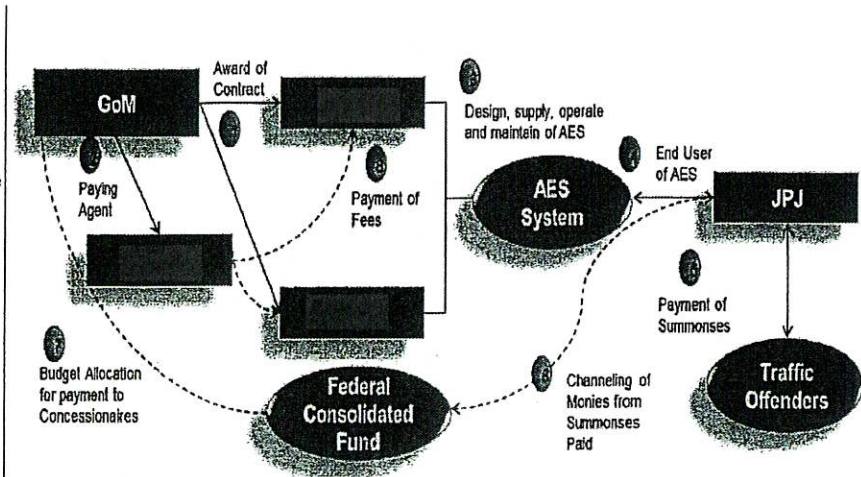 GoM
Award of
Contract
Paying
Agent
Payment of
Fees
Design, supply, operate
and maintain of AES
AES
System
End User
of AES
JPJ
Payment of
Summonses
Traffic
Offenders
Budget Allocation
for payment to
Concessionaires
Federal
Consolidated
Fund
Channeling of
Monies from
Summonses
Paid